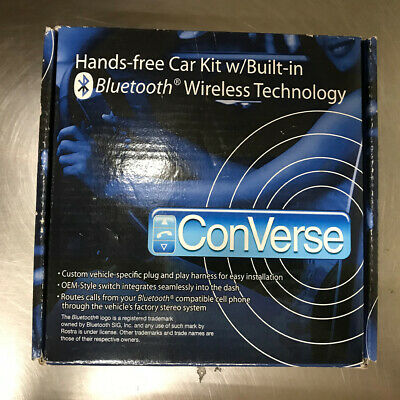 Hands-free Car Kit w/Built-in
Bluetooth® Wireless Technology
ConVerse
• Custom vehicle-specific plug and play harness for easy installation
• OEM-Style switch integrates seamlessly into the dash
• Routes calls from your Bluetooth® compatible cell phone
through the vehicle's factory stereo system
The Bluetooth® logo is a registered trademark
owned by Bluetooth SIG, Inc. and any use of such mark by
Rostra is under license. Other trademarks and trade names are
those of their respective owners.